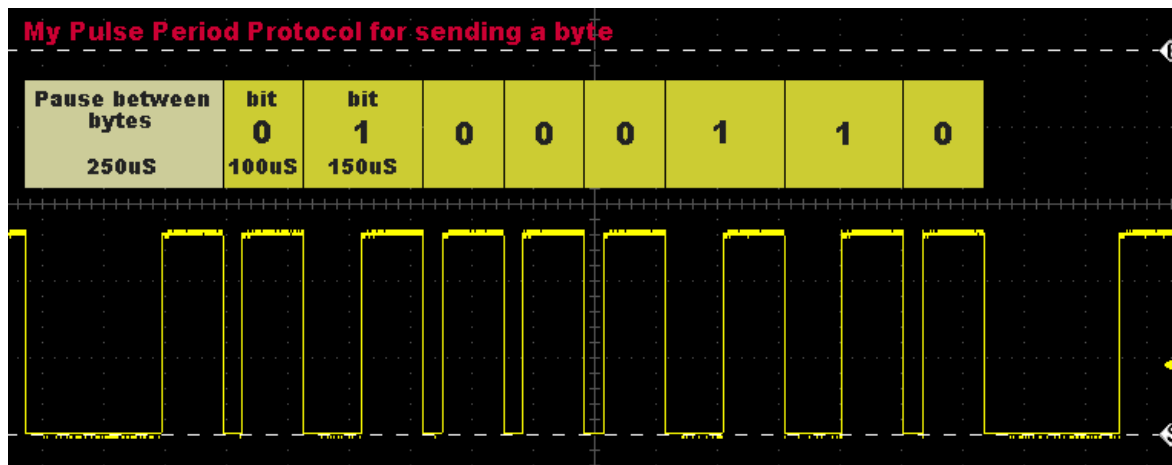 My Pulse Period Protocol for sending a byte
Pause between
bytes
250uS
bit
0
100uS
bit
1
150uS
0
0
0
1
1
0